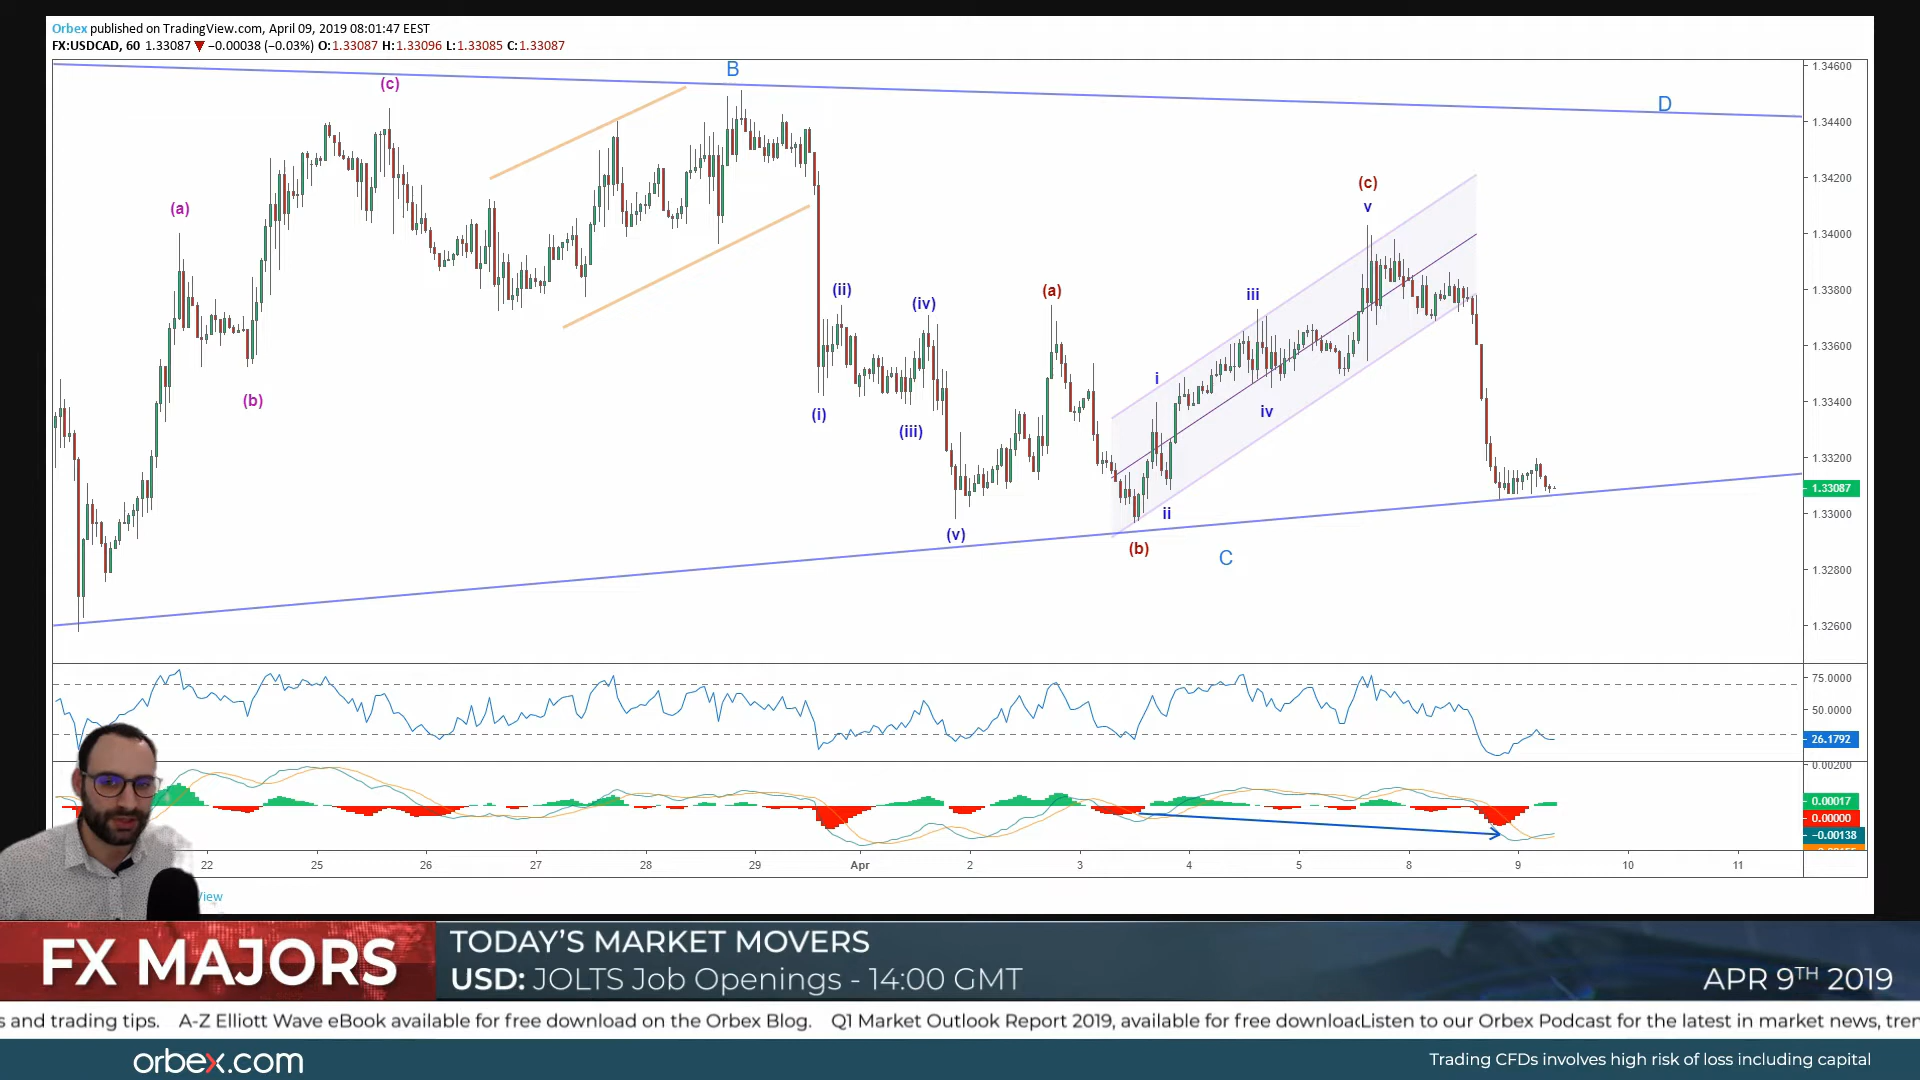 Orbex published on TradingView.com, April 09, 2019 08:01:47 EEST
FX:USDCAD, 60 1.33087 ▼ −0.00038 (−0.03%) O:1.33087 H:1.33096 L:1.33085 C:1.33087
B
(c)
D
(a)
(b)
(ii)
(iv)
(i)
(iii)
(v)
(a)
(b)
i
ii
iii
iv
(c)
v
C
1.34600
1.34400
1.34200
1.34000
1.33800
1.33600
1.33400
1.33200
1.33087
1.33000
1.32800
1.32600
75.0000
50.0000
26.1792
0.00200
0.00017
0.00000
−0.00138
22 25 26 27 28 29 Apr 2 3 4 5 8 9 10 11
View
FX MAJORS
TODAY'S MARKET MOVERS
USD: JOLTS Job Openings - 14:00 GMT
APR 9TH 2019
s and trading tips. A-Z Elliott Wave eBook available for free download on the Orbex Blog. Q1 Market Outlook Report 2019, available for free downloa Listen to our Orbex Podcast for the latest in market news, tren
orbex.com
Trading CFDs involves high risk of loss including capital